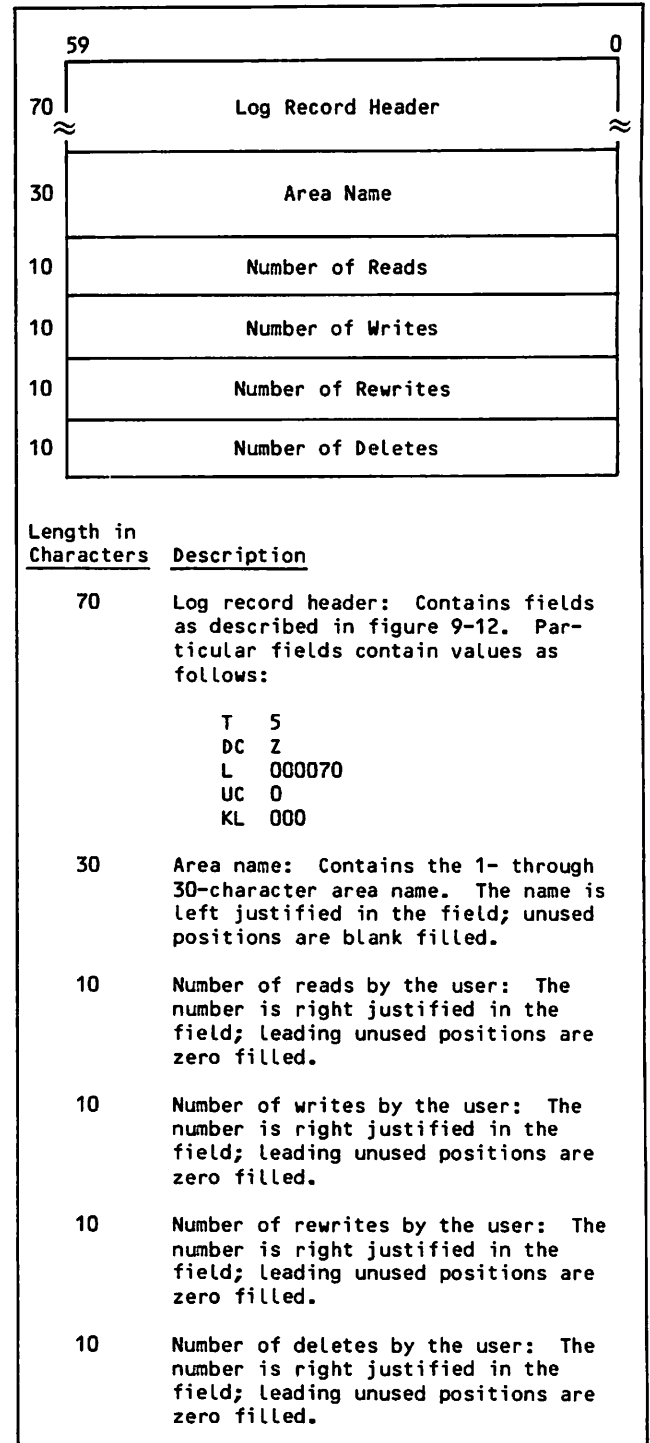 59 0
70 Log Record Header
30 Area Name
10 Number of Reads
10 Number of Writes
10 Number of Rewrites
10 Number of Deletes
Length in
Characters Description
70 Log record header: Contains fields
as described in figure 9-12. Par-
ticular fields contain values as
follows:
T 5
DC Z
L 000070
UC 0
KL 000
30 Area name: Contains the 1- through
30-character area name. The name is
left justified in the field; unused
positions are blank filled.
10 Number of reads by the user: The
number is right justified in the
field; leading unused positions are
zero filled.
10 Number of writes by the user: The
number is right justified in the
field; leading unused positions are
zero filled.
10 Number of rewrites by the user: The
number is right justified in the
field; leading unused positions are
zero filled.
10 Number of deletes by the user: The
number is right justified in the
field; leading unused positions are
zero filled.